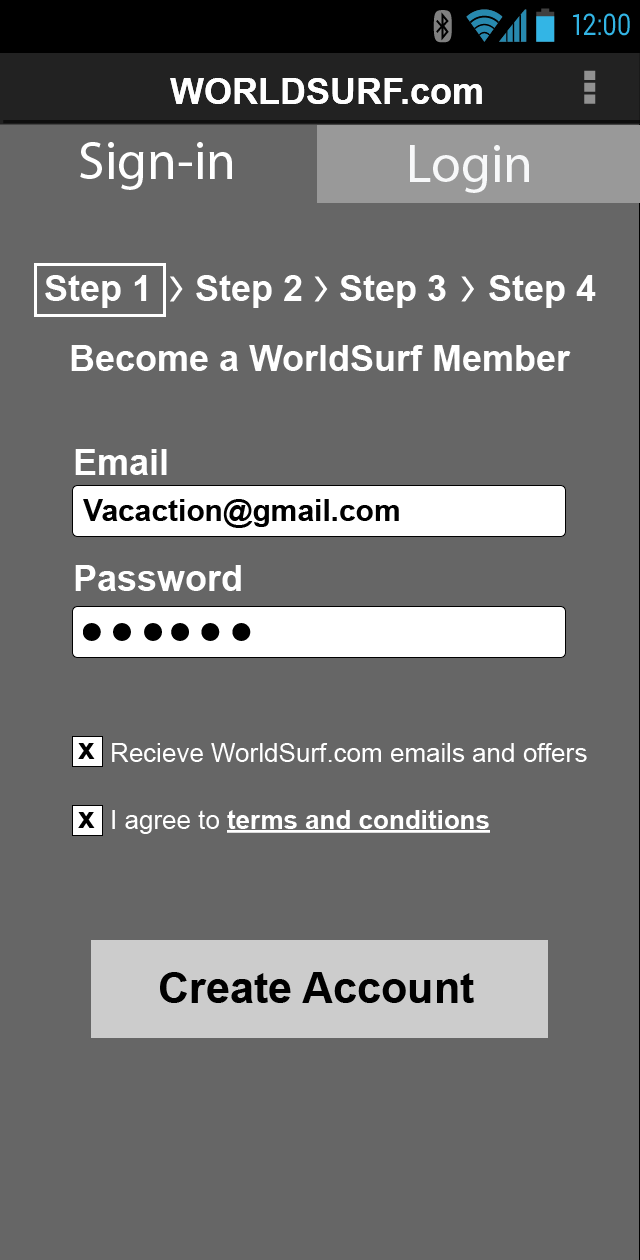 12:00
WORLDSURF.com
Sign-in Login
Step 1 > Step 2 > Step 3 > Step 4
Become a WorldSurf Member
Email
Vacaction@gmail.com
Password
●●●●●●
x Recieve WorldSurf.com emails and offers
x I agree to terms and conditions
Create Account